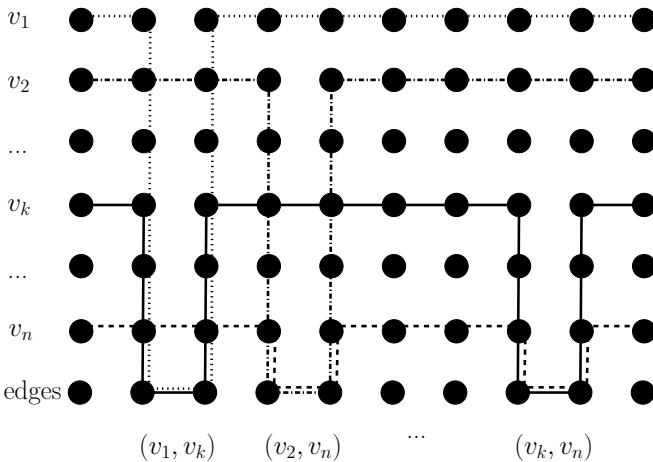 v₁
v₂
...
vₖ
...
vₙ
edges
(v₁, vₖ) (v₂, vₙ) ... (vₖ, vₙ)